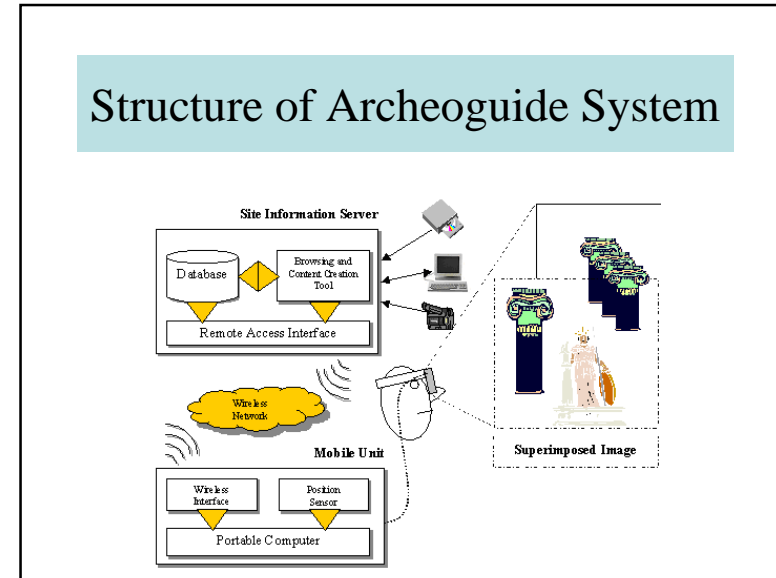 Structure of Archeoguide System
Site Information Server
Database
Browsing and
Content Creation
Tool
Remote Access Interface
Wireless
Network
Mobile Unit
Superimposed Image
Wireless
Interface
Position
Sensor
Portable Computer